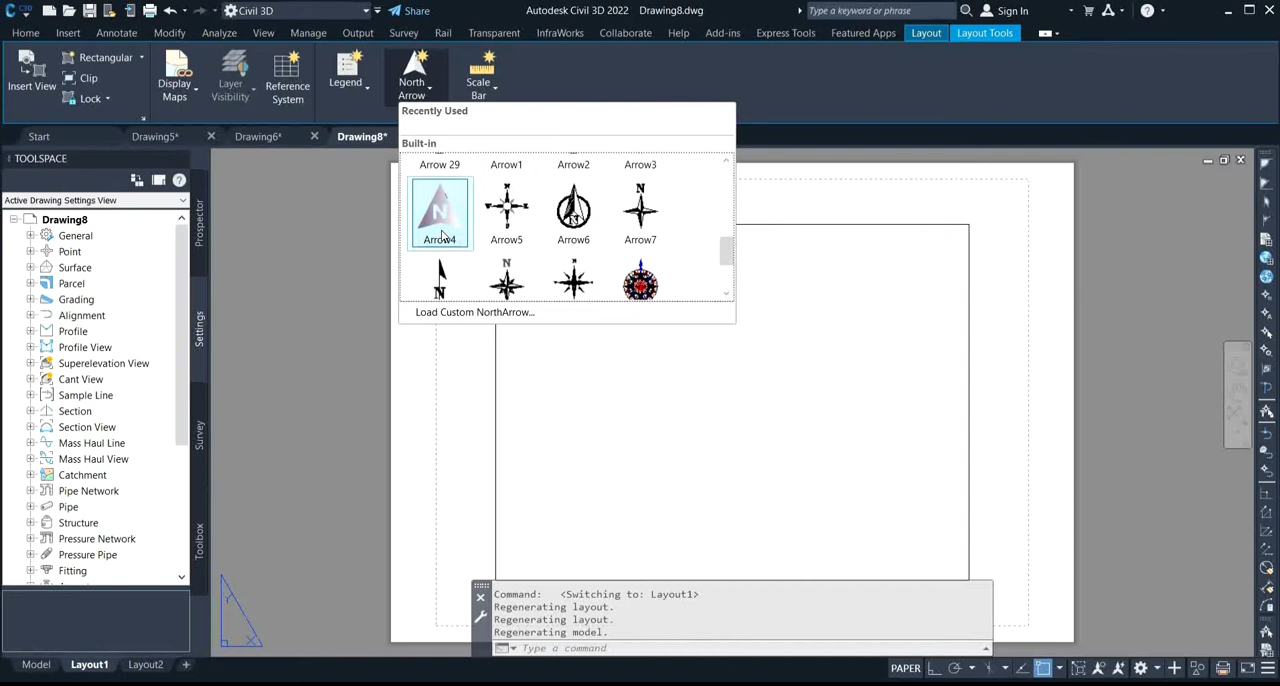 C3D Civil 3D Share Autodesk Civil 3D 2022 Drawing8.dwg Type a keyword or phrase Sign In
Home Insert Annotate Modify Analyze View Manage Output Survey Rail Transparent InfraWorks Collaborate Help Add-ins Express Tools Featured Apps Layout Layout Tools
Insert View
Rectangular
Clip
Lock
Display
Maps
Layer
Visibility
Reference
System
Legend
North
Arrow
Scale
Bar
Start Drawing5* Drawing6* Drawing8*
Recently Used
Built-in
Arrow 29 Arrow1 Arrow2 Arrow3
Arrow4 Arrow5 Arrow6 Arrow7
Load Custom NorthArrow...
TOOLSPACE
Active Drawing Settings View
Drawing8
General
Point
Surface
Parcel
Grading
Alignment
Profile
Profile View
Superelevation View
Cant View
Sample Line
Section
Section View
Mass Haul Line
Mass Haul View
Catchment
Pipe Network
Pipe
Structure
Pressure Network
Pressure Pipe
Fitting
Prospector
Settings
Survey
Toolbox
Y
X
Command: <Switching to: Layout1>
Regenerating layout.
Regenerating layout.
Regenerating model.
Type a command
Model Layout1 Layout2 +
PAPER